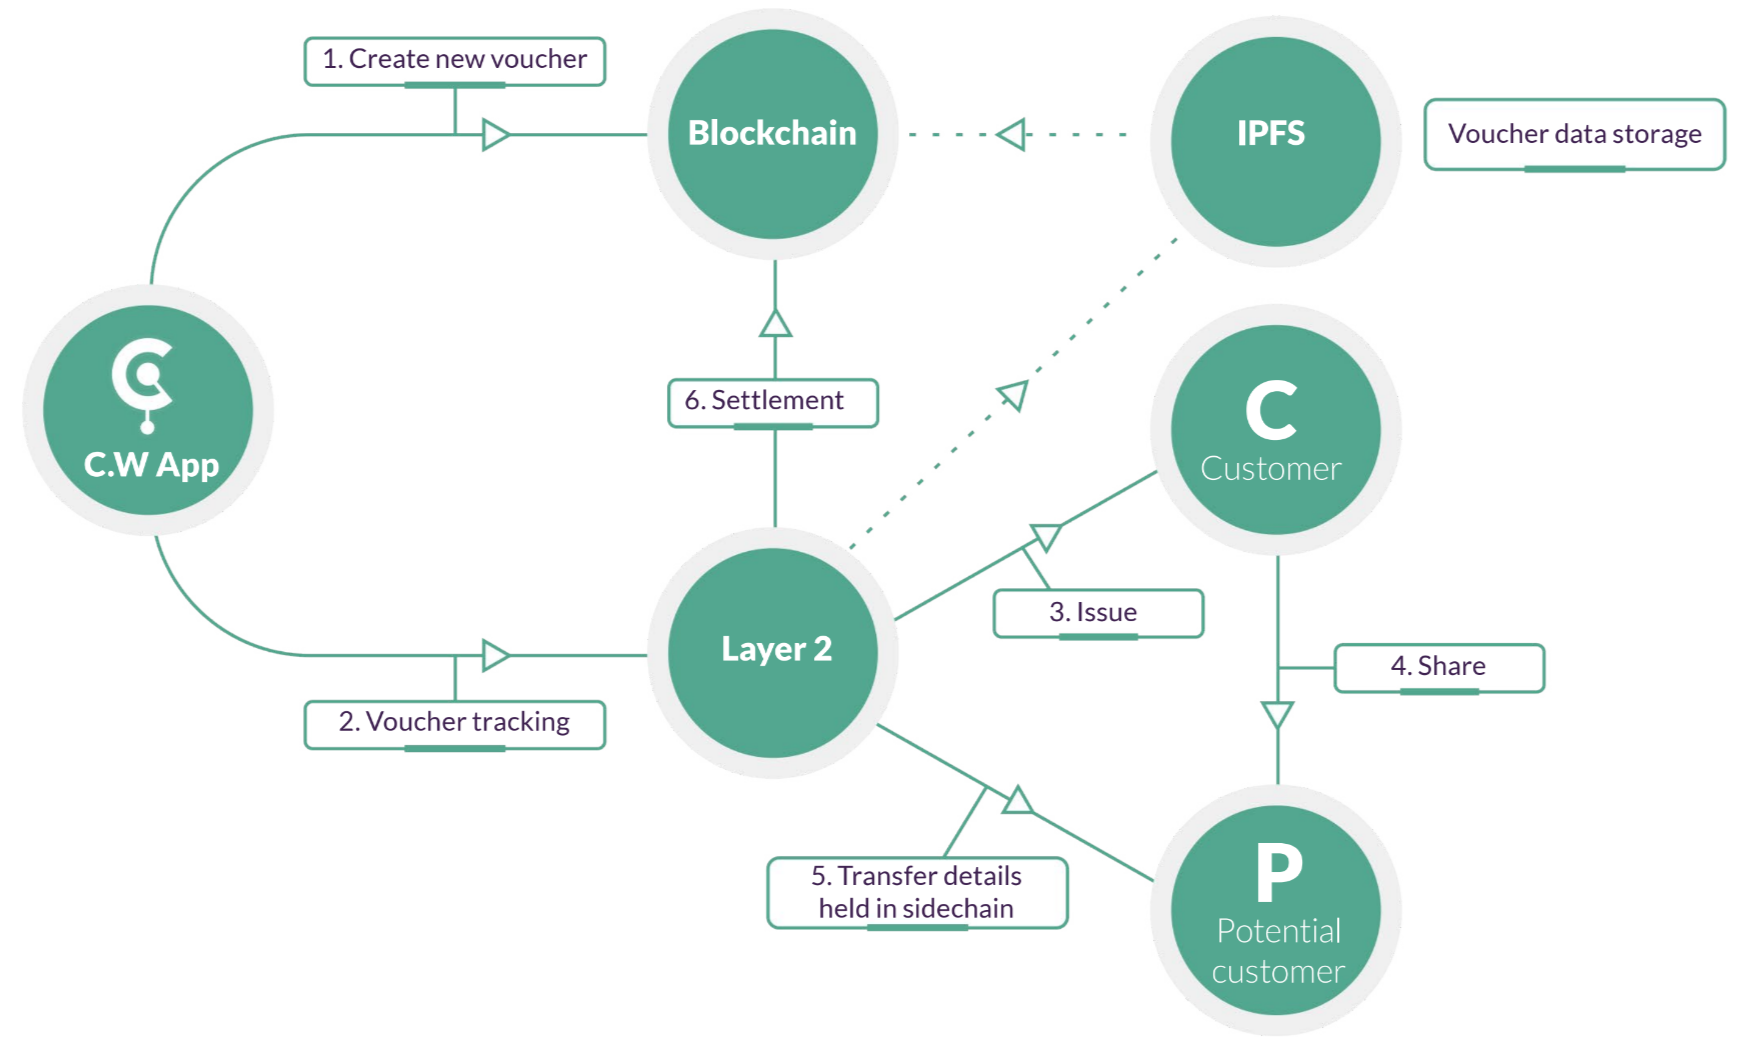 1. Create new voucher
Blockchain
IPFS
Voucher data storage
C.W App
6. Settlement
C
Customer
3. Issue
Layer 2
4. Share
2. Voucher tracking
5. Transfer details
held in sidechain
P
Potential
customer